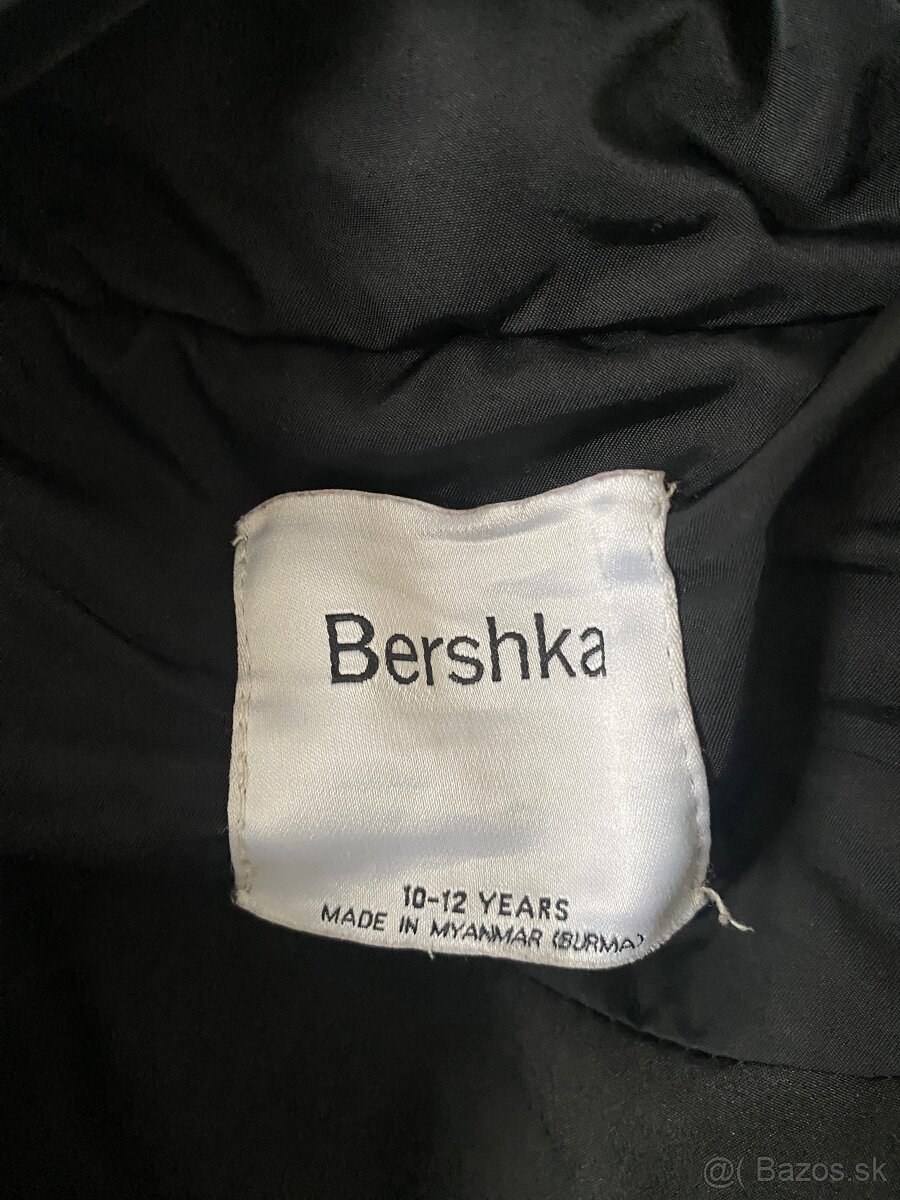 Bershka
10-12 YEARS
MADE IN MYANMAR (BURMA)
@( Bazos.sk